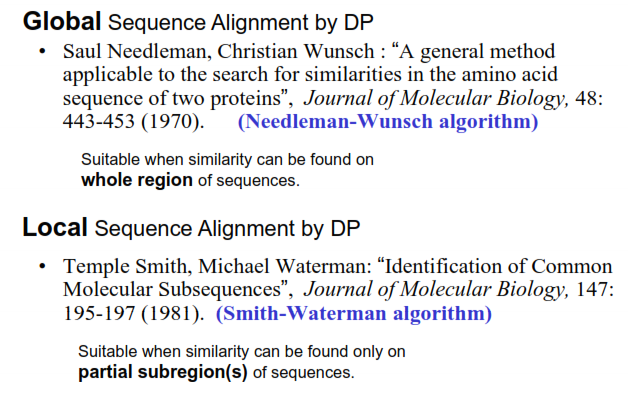 Global Sequence Alignment by DP
• Saul Needleman, Christian Wunsch : “A general method
applicable to the search for similarities in the amino acid
sequence of two proteins”, Journal of Molecular Biology, 48:
443-453 (1970). (Needleman-Wunsch algorithm)
Suitable when similarity can be found on
whole region of sequences.
Local Sequence Alignment by DP
• Temple Smith, Michael Waterman: “Identification of Common
Molecular Subsequences”, Journal of Molecular Biology, 147:
195-197 (1981). (Smith-Waterman algorithm)
Suitable when similarity can be found only on
partial subregion(s) of sequences.